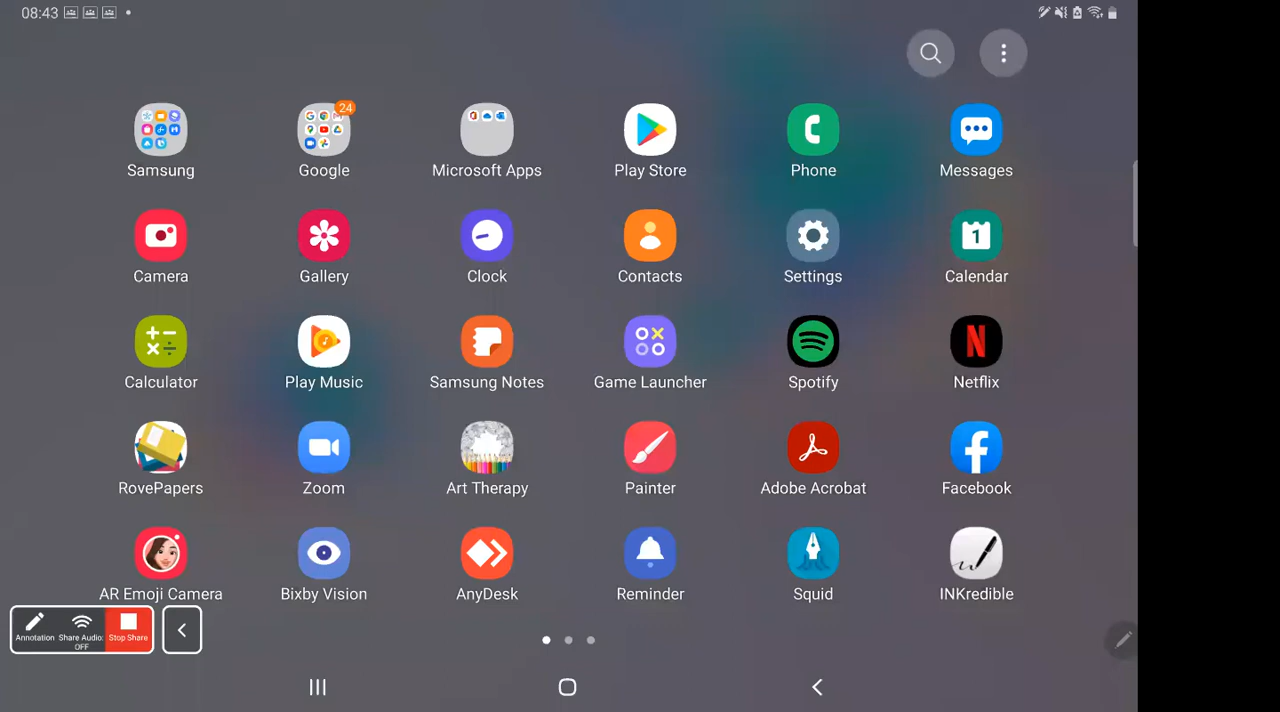 08:43
24
Samsung Google Microsoft Apps Play Store Phone Messages
1
Camera Gallery Clock Contacts Settings Calendar
N
Calculator Play Music Samsung Notes Game Launcher Spotify Netflix
RovePapers Zoom Art Therapy Painter Adobe Acrobat Facebook
AR Emoji Camera Bixby Vision AnyDesk Reminder Squid INKredible
Annotation Share Audio: OFF Stop Share